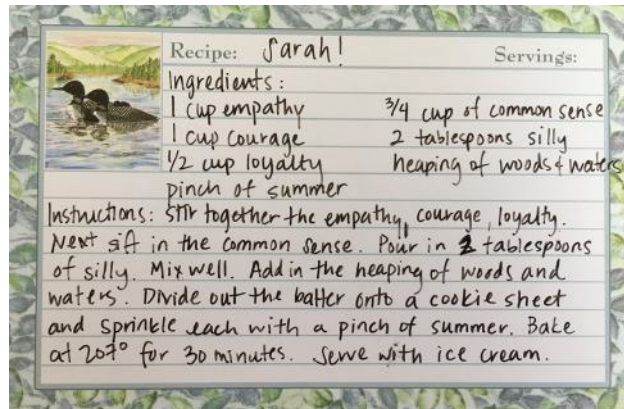 Recipe: Sarah! Servings:
Ingredients:
1 cup empathy 3/4 cup of common sense
1 cup courage 2 tablespoons silly
1/2 cup loyalty heaping of woods & waters
pinch of summer
Instructions: Stir together the empathy, courage, loyalty.
Next sift in the common sense. Pour in 2 tablespoons
of silly. Mix well. Add in the heaping of woods and
waters. Divide out the batter onto a cookie sheet
and sprinkle each with a pinch of summer. Bake
at 207° for 30 minutes. Serve with ice cream.